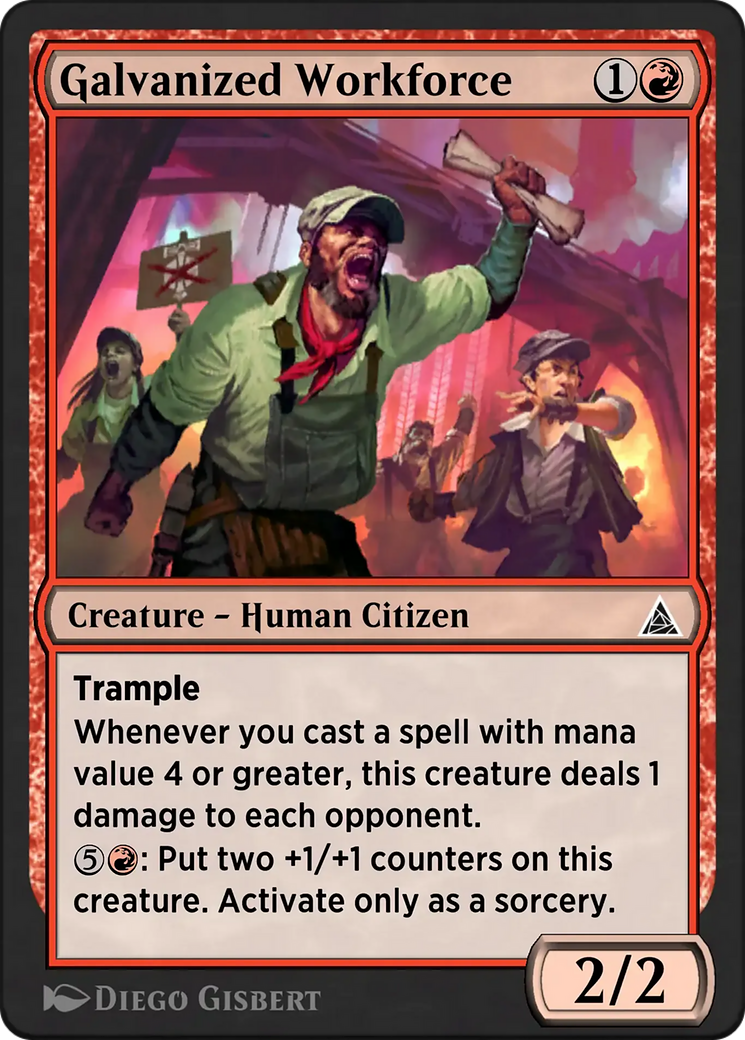 Galvanized Workforce 1
Creature – Human Citizen
Trample
Whenever you cast a spell with mana
value 4 or greater, this creature deals 1
damage to each opponent.
5 : Put two +1/+1 counters on this
creature. Activate only as a sorcery.
2/2
Diego Gisbert